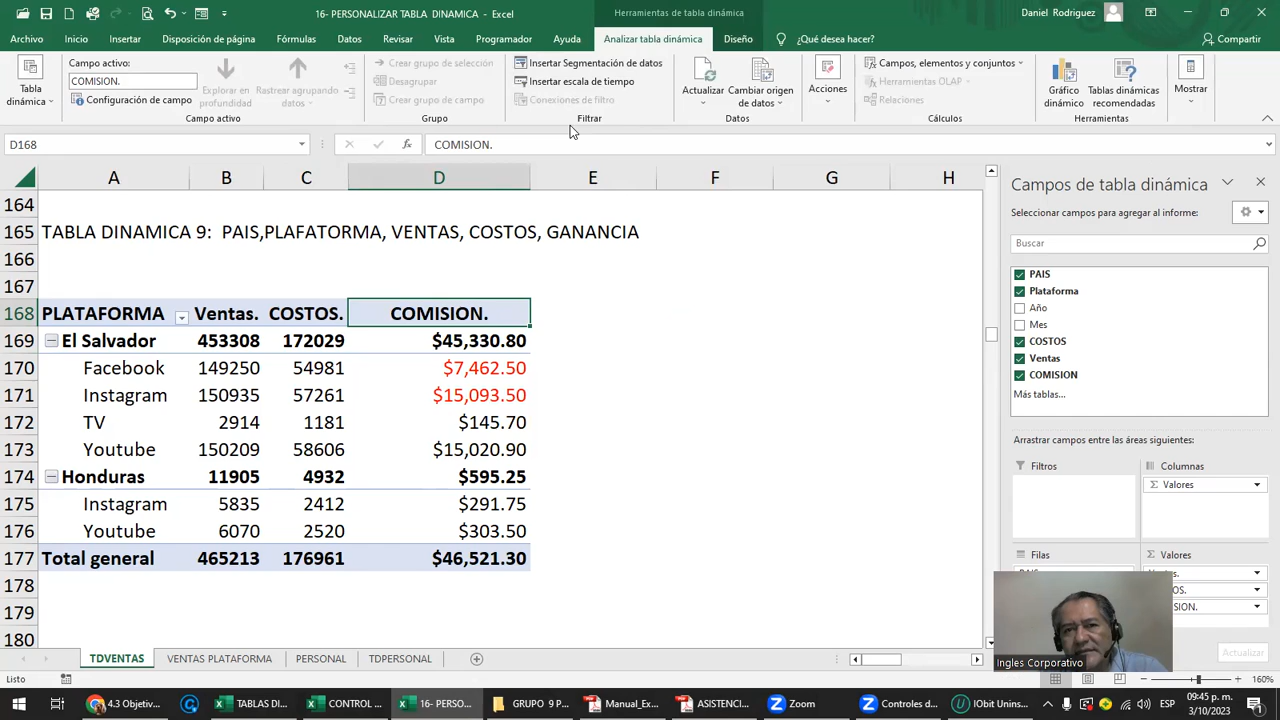 16- PERSONALIZAR TABLA DINAMICA - Excel
Herramientas de tabla dinámica
Daniel Rodriguez
Archivo Inicio Insertar Disposición de página Fórmulas Datos Revisar Vista Programador Ayuda Analizar tabla dinámica Diseño ¿Qué desea hacer? Compartir
Tabla dinámica
Campo activo:
COMISION.
Configuración de campo
Explorar en profundidad
Rastrear agrupando datos
Campo activo
Crear grupo de selección
Desagrupar
Crear grupo de campo
Grupo
Insertar Segmentación de datos
Insertar escala de tiempo
Conexiones de filtro
Filtrar
Actualizar
Cambiar origen de datos
Datos
Acciones
Campos, elementos y conjuntos
Herramientas OLAP
Relaciones
Cálculos
Gráfico dinámico
Tablas dinámicas recomendadas
Herramientas
Mostrar
D168 fx COMISION.
A B C D E F G H
164
165 TABLA DINAMICA 9: PAIS,PLAFATORMA, VENTAS, COSTOS, GANANCIA
166
167
168 PLATAFORMA Ventas. COSTOS. COMISION.
169 El Salvador 453308 172029 $45,330.80
170 Facebook 149250 54981 $7,462.50
171 Instagram 150935 57261 $15,093.50
172 TV 2914 1181 $145.70
173 Youtube 150209 58606 $15,020.90
174 Honduras 11905 4932 $595.25
175 Instagram 5835 2412 $291.75
176 Youtube 6070 2520 $303.50
177 Total general 465213 176961 $46,521.30
178
179
180
Campos de tabla dinámica
Seleccionar campos para agregar al informe:
Buscar
PAIS
Plataforma
Año
Mes
COSTOS
Ventas
COMISION
Más tablas...
Arrastrar campos entre las áreas siguientes:
Filtros
Columnas
Σ Valores
Filas
Σ Valores
Actualizar
Ingles Corporativo
TDVENTAS VENTAS PLATAFORMA PERSONAL TDPERSONAL
Listo
160%
4.3 Objetiv...
TABLAS DI...
CONTROL ...
16- PERSO...
GRUPO 9 P...
Manual_Ex...
ASISTENCI...
Zoom
Controles d...
IObit Unins...
ESP
09:45 p. m.
3/10/2023